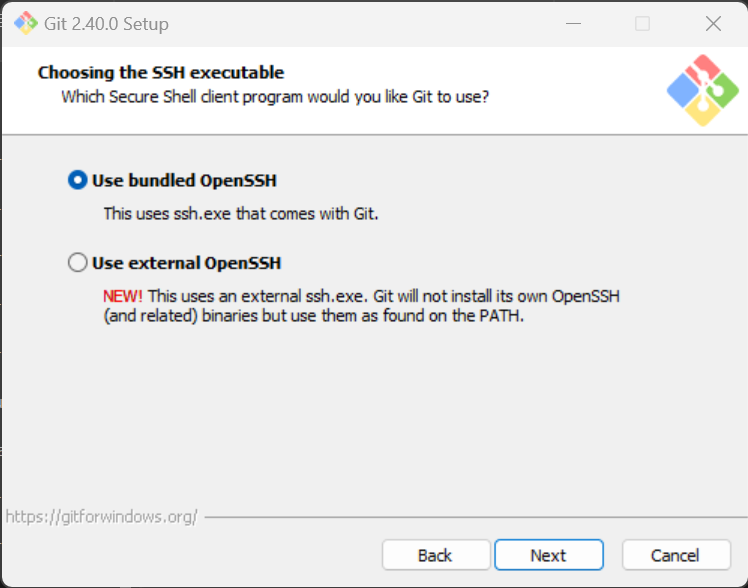 Git 2.40.0 Setup
Choosing the SSH executable
Which Secure Shell client program would you like Git to use?
Use bundled OpenSSH
This uses ssh.exe that comes with Git.
Use external OpenSSH
NEW! This uses an external ssh.exe. Git will not install its own OpenSSH
(and related) binaries but use them as found on the PATH.
https://gitforwindows.org/
Back
Next
Cancel